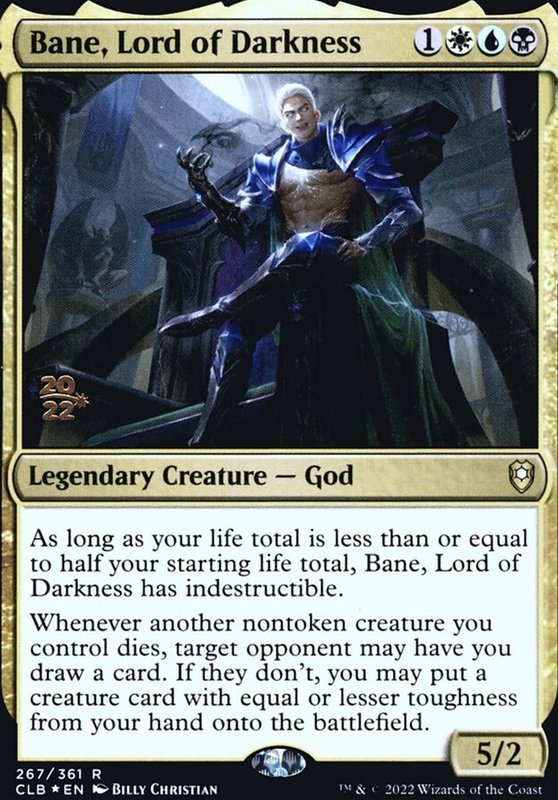 Bane, Lord of Darkness 1
20
22
Legendary Creature — God
As long as your life total is less than or equal
to half your starting life total, Bane, Lord of
Darkness has indestructible.
Whenever another nontoken creature you
control dies, target opponent may have you
draw a card. If they don't, you may put a
creature card with equal or lesser toughness
from your hand onto the battlefield.
5/2
267/361 R
CLB ★ EN Billy Christian
™ & © 2022 Wizards of the Coast